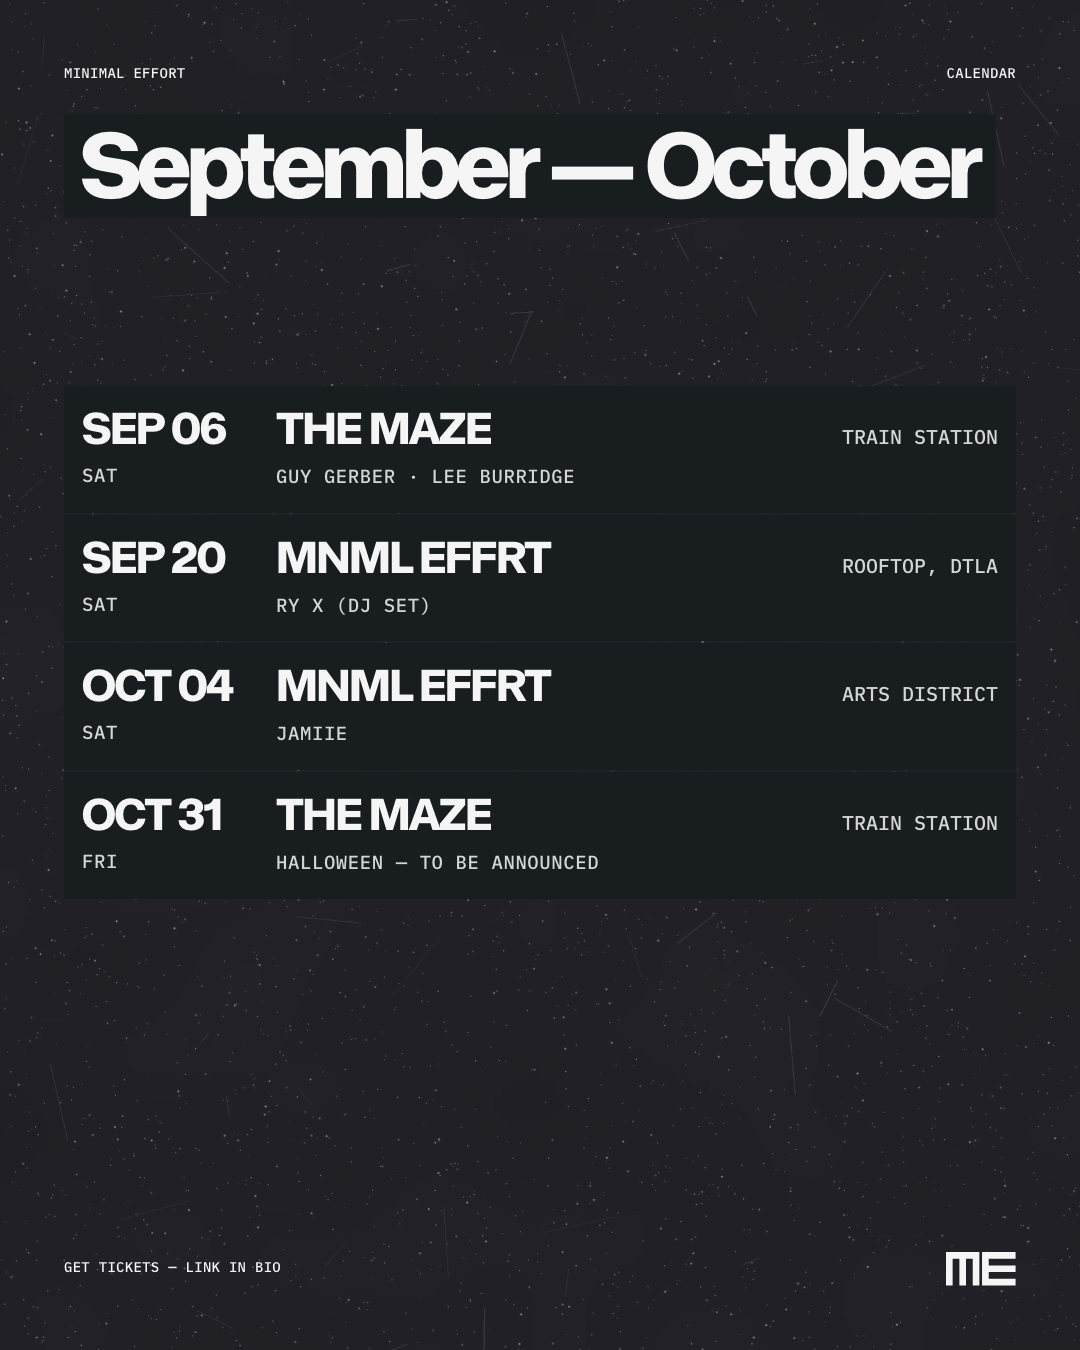 MINIMAL EFFORT
CALENDAR
September — October
SEP 06
THE MAZE
TRAIN STATION
SAT
GUY GERBER · LEE BURRIDGE
SEP 20
MNML EFFRT
ROOFTOP, DTLA
SAT
RY X (DJ SET)
OCT 04
MNML EFFRT
ARTS DISTRICT
SAT
JAMIIE
OCT 31
THE MAZE
TRAIN STATION
FRI
HALLOWEEN — TO BE ANNOUNCED
GET TICKETS — LINK IN BIO
ME